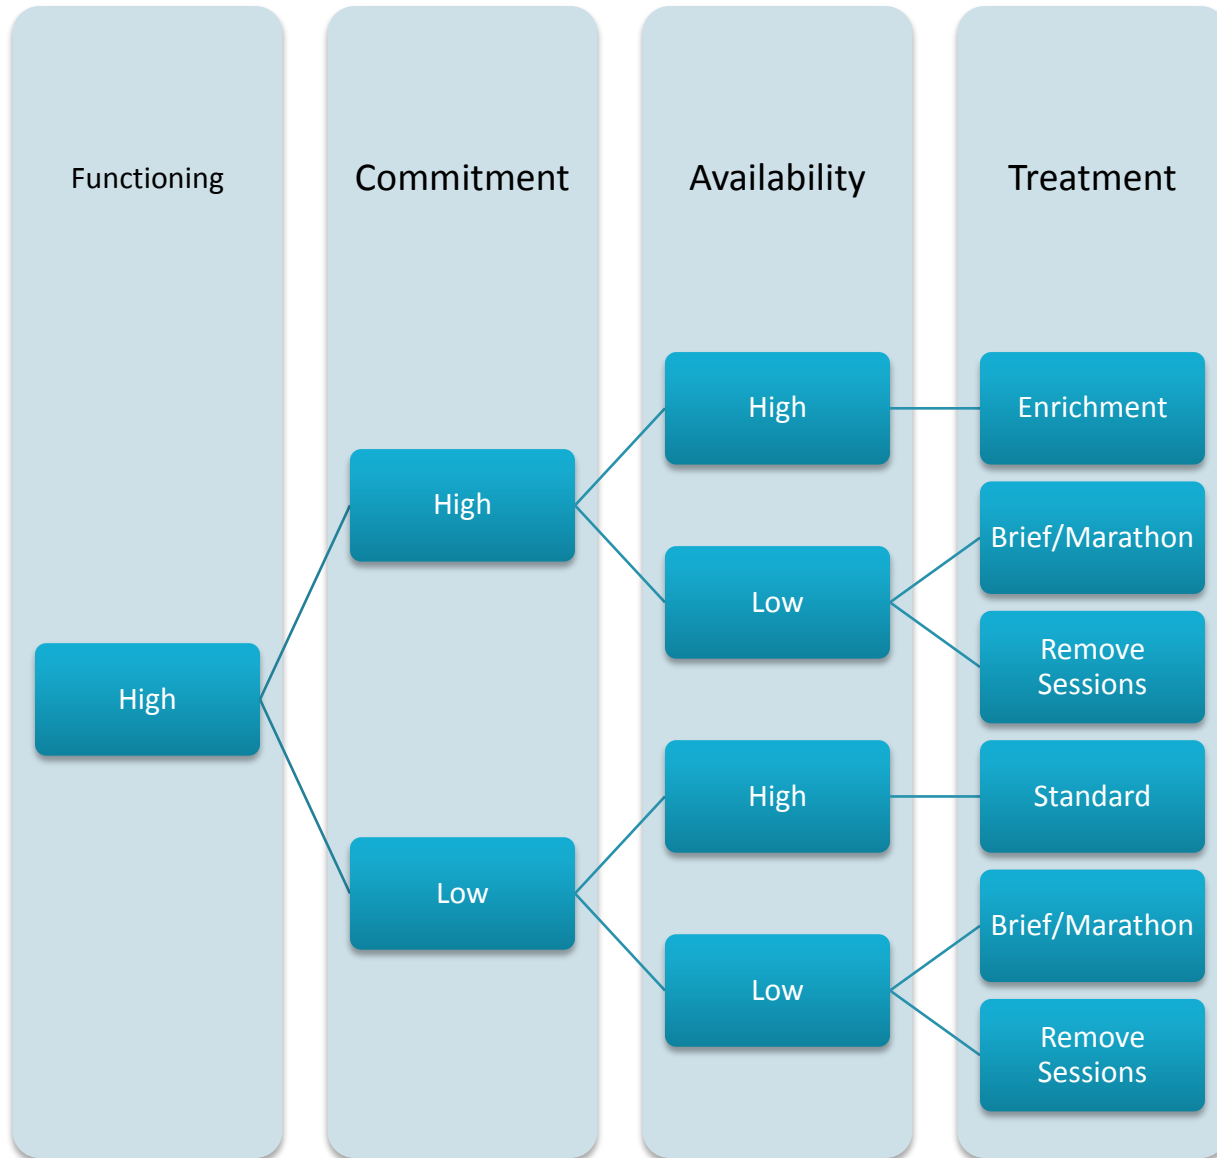 Functioning
Commitment
Availability
Treatment
High
Enrichment
High
Brief/Marathon
Low
Remove
Sessions
High
High
Standard
Low
Brief/Marathon
Low
Remove
Sessions